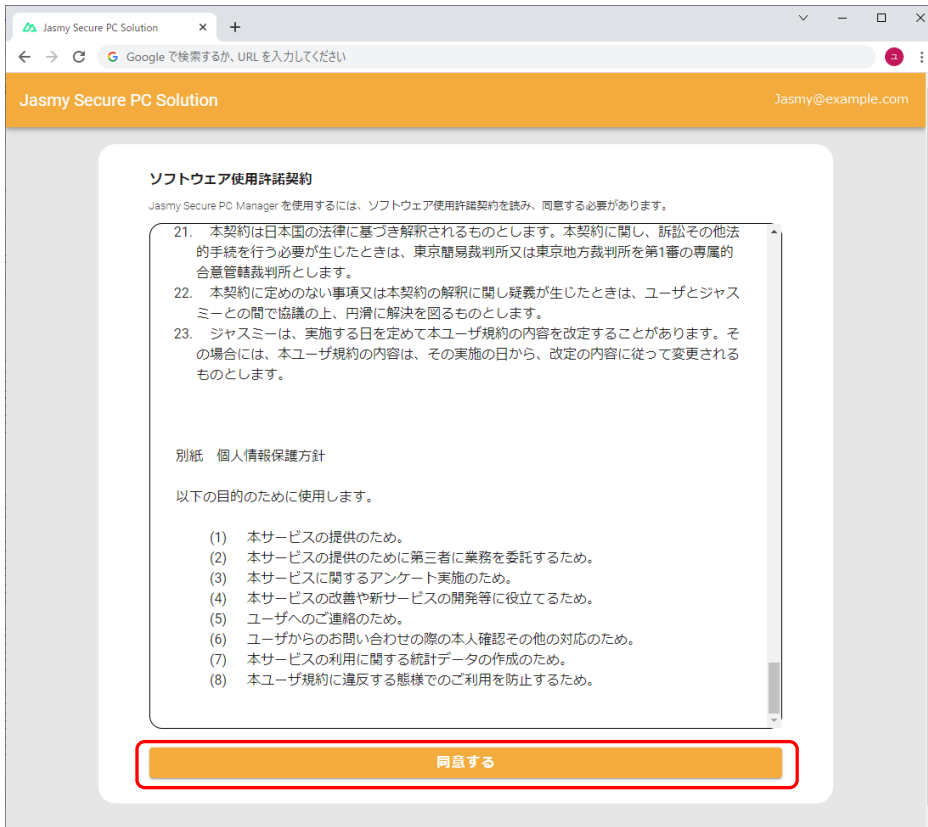 Jasmy Secure PC Solution
Google で検索するか、URL を入力してください
ユ
Jasmy Secure PC Solution
Jasmy@example.com
ソフトウェア使用許諾契約
Jasmy Secure PC Manager を使用するには、ソフトウェア使用許諾契約を読み、同意する必要があります。
21. 本契約は日本国の法律に基づき解釈されるものとします。本契約に関し、訴訟その他法
的手続を行う必要が生じたときは、東京簡易裁判所又は東京地方裁判所を第1審の専属的
合意管轄裁判所とします。
22. 本契約に定めのない事項又は本契約の解釈に関し疑義が生じたときは、ユーザとジャス
ミーとの間で協議の上、円滑に解決を図るものとします。
23. ジャスミーは、実施する日を定めて本ユーザ規約の内容を改定することがあります。そ
の場合には、本ユーザ規約の内容は、その実施の日から、改定の内容に従って変更される
ものとします。
別紙 個人情報保護方針
以下の目的のために使用します。
(1) 本サービスの提供のため。
(2) 本サービスの提供のために第三者に業務を委託するため。
(3) 本サービスに関するアンケート実施のため。
(4) 本サービスの改善や新サービスの開発等に役立てるため。
(5) ユーザへのご連絡のため。
(6) ユーザからのお問い合わせの際の本人確認その他の対応のため。
(7) 本サービスの利用に関する統計データの作成のため。
(8) 本ユーザ規約に違反する態様でのご利用を防止するため。
同意する